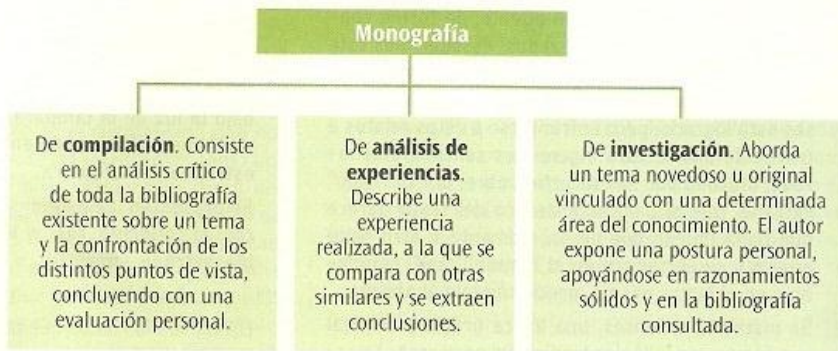 Monografía
De compilación. Consiste
en el análisis crítico
de toda la bibliografía
existente sobre un tema
y la confrontación de los
distintos puntos de vista,
concluyendo con una
evaluación personal.
De análisis de
experiencias.
Describe una
experiencia
realizada, a la que se
compara con otras
similares y se extraen
conclusiones.
De investigación. Aborda
un tema novedoso u original
vinculado con una determinada
área del conocimiento. El autor
expone una postura personal,
apoyándose en razonamientos
sólidos y en la bibliografía
consultada.